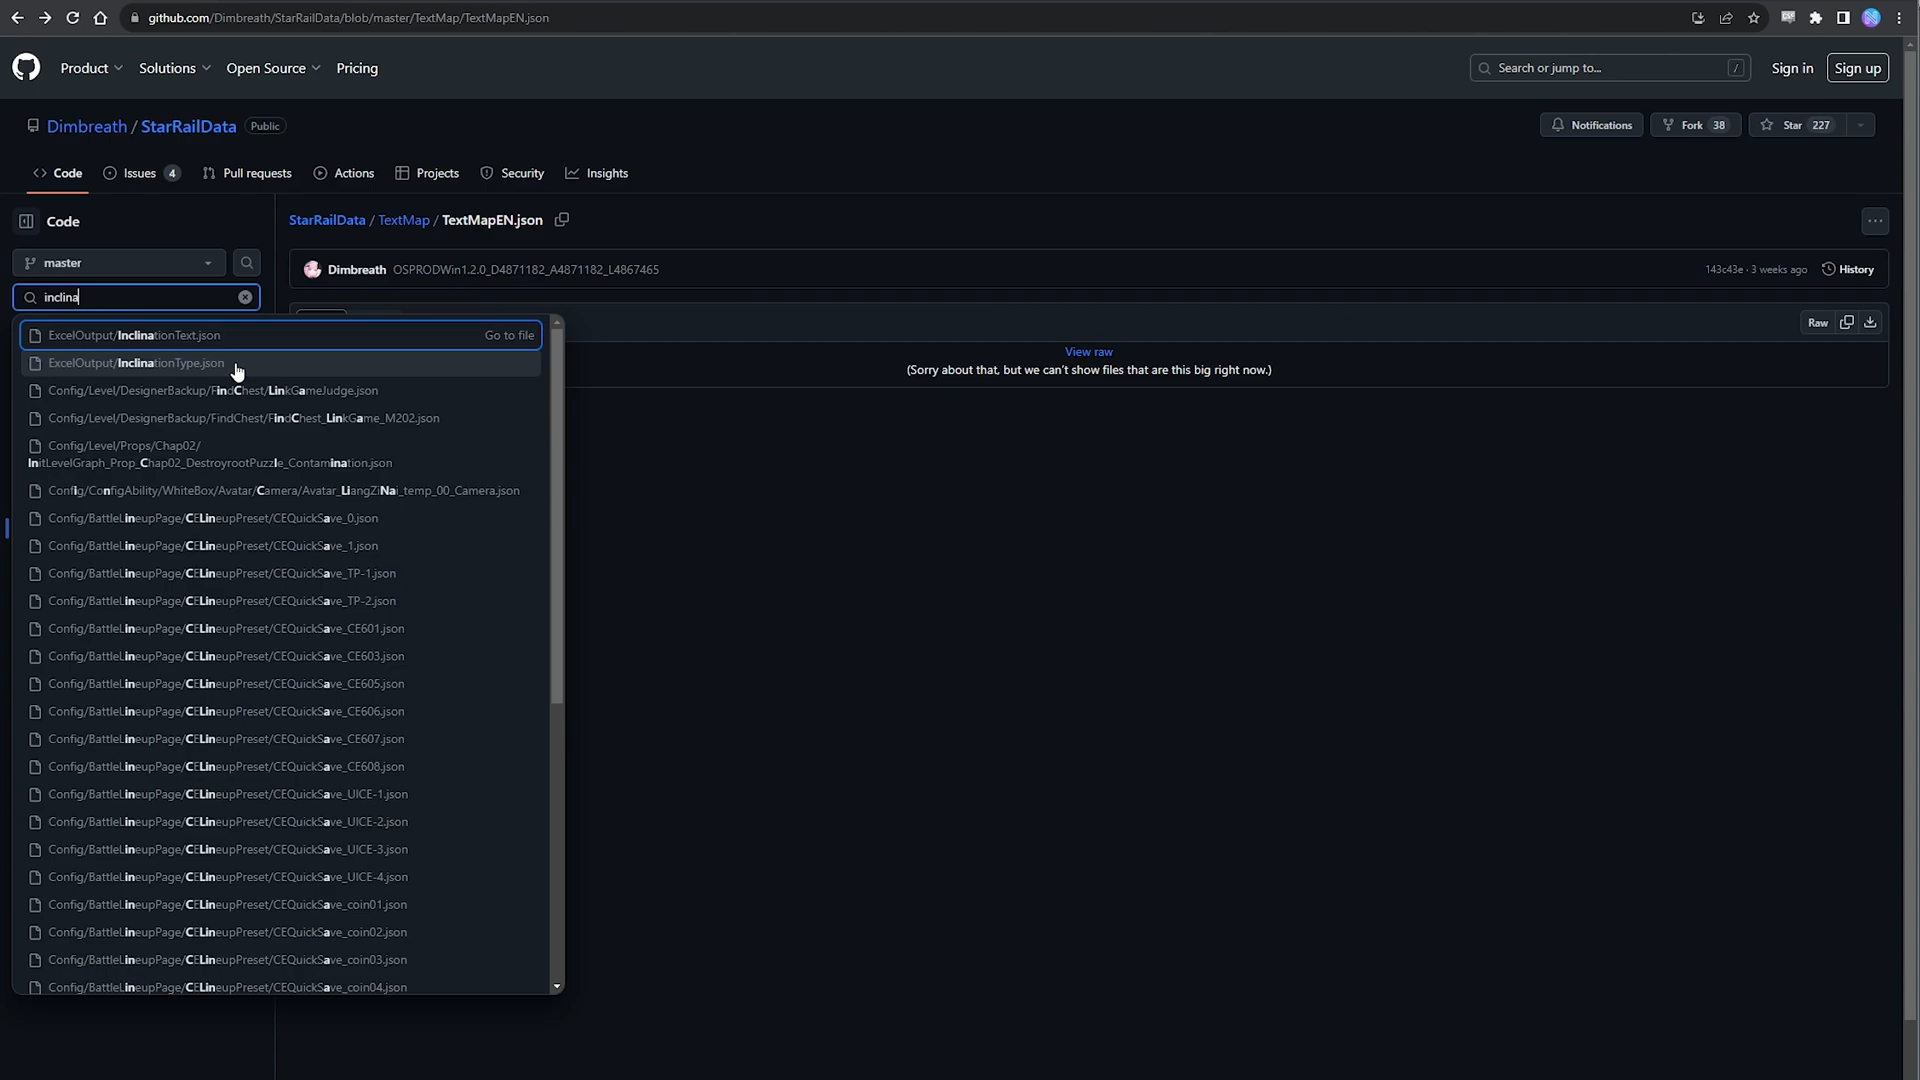 github.com/Dimbreath/StarRailData/blob/master/TextMap/TextMapEN.json
Product Solutions Open Source Pricing
Search or jump to... / Sign in Sign up
Dimbreath / StarRailData Public
Notifications Fork 38 Star 227
Code Issues 4 Pull requests Actions Projects Security Insights
Code
StarRailData / TextMap / TextMapEN.json
master
Dimbreath OSPRODWin1.2.0_D4871182_A4871182_L4867465 143c43e · 3 weeks ago History
inclina
Raw
ExcelOutput/InclinationText.json Go to file
View raw
ExcelOutput/InclinationType.json
(Sorry about that, but we can't show files that are this big right now.)
Config/Level/DesignerBackup/FindChest/LinkGameJudge.json
Config/Level/DesignerBackup/FindChest/FindChest_LinkGame_M202.json
Config/Level/Props/Chap02/
InitLevelGraph_Prop_Chap02_DestroyrootPuzzle_Contamination.json
Config/ConfigAbility/WhiteBox/Avatar/Camera/Avatar_LiangZiNai_temp_00_Camera.json
Config/BattleLineupPage/CELineupPreset/CEQuickSave_0.json
Config/BattleLineupPage/CELineupPreset/CEQuickSave_1.json
Config/BattleLineupPage/CELineupPreset/CEQuickSave_TP-1.json
Config/BattleLineupPage/CELineupPreset/CEQuickSave_TP-2.json
Config/BattleLineupPage/CELineupPreset/CEQuickSave_CE601.json
Config/BattleLineupPage/CELineupPreset/CEQuickSave_CE603.json
Config/BattleLineupPage/CELineupPreset/CEQuickSave_CE605.json
Config/BattleLineupPage/CELineupPreset/CEQuickSave_CE606.json
Config/BattleLineupPage/CELineupPreset/CEQuickSave_CE607.json
Config/BattleLineupPage/CELineupPreset/CEQuickSave_CE608.json
Config/BattleLineupPage/CELineupPreset/CEQuickSave_UICE-1.json
Config/BattleLineupPage/CELineupPreset/CEQuickSave_UICE-2.json
Config/BattleLineupPage/CELineupPreset/CEQuickSave_UICE-3.json
Config/BattleLineupPage/CELineupPreset/CEQuickSave_UICE-4.json
Config/BattleLineupPage/CELineupPreset/CEQuickSave_coin01.json
Config/BattleLineupPage/CELineupPreset/CEQuickSave_coin02.json
Config/BattleLineupPage/CELineupPreset/CEQuickSave_coin03.json
Config/BattleLineupPage/CELineupPreset/CEQuickSave_coin04.json